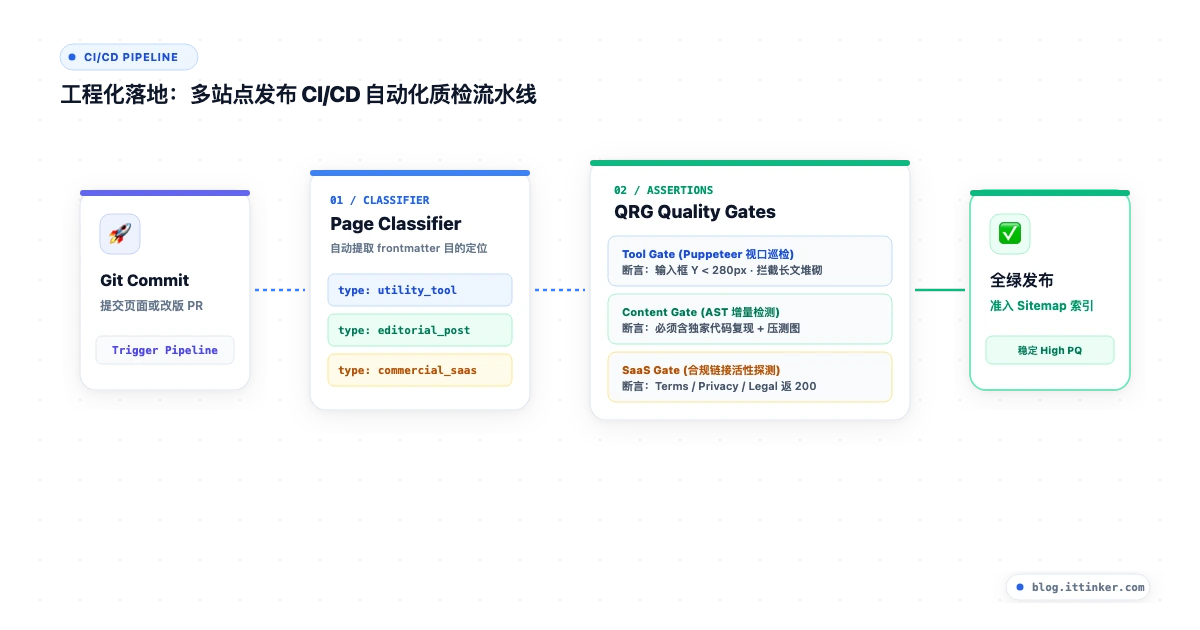 CI/CD PIPELINE
工程化落地：多站点发布 CI/CD 自动化质检流水线
Git Commit
提交页面或改版 PR
Trigger Pipeline
01 / CLASSIFIER
Page Classifier
自动提取 frontmatter 目的定位
type: utility_tool
type: editorial_post
type: commercial_saas
02 / ASSERTIONS
QRG Quality Gates
Tool Gate (Puppeteer 视口巡检)
断言：输入框 Y < 280px · 拦截长文堆砌
Content Gate (AST 增量检测)
断言：必须含独家代码复现 + 压测图
SaaS Gate (合规链接活性探测)
断言：Terms / Privacy / Legal 返 200
全绿发布
准入 Sitemap 索引
稳定 High PQ
blog.ittinker.com